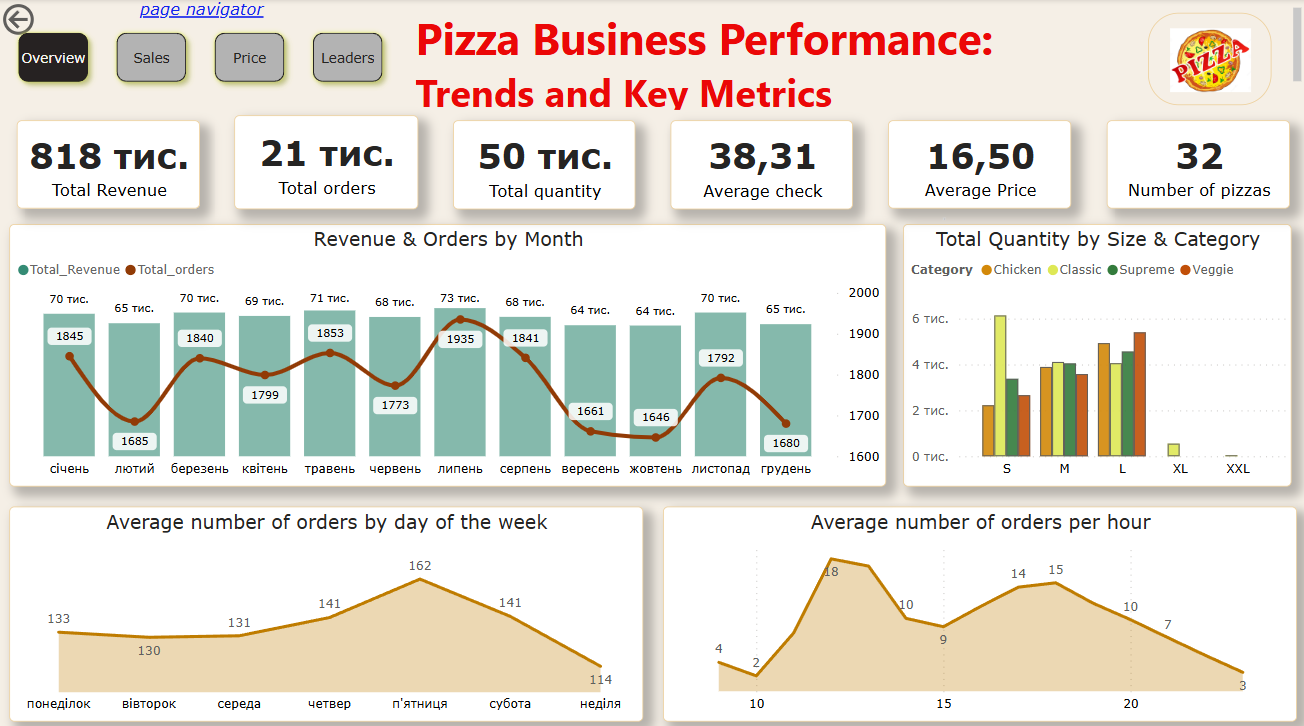 page navigator
Overview
Sales
Price
Leaders
Pizza Business Performance:
Trends and Key Metrics
PIZZA
818 тис.
Total Revenue
21 тис.
Total orders
50 тис.
Total quantity
38,31
Average check
16,50
Average Price
32
Number of pizzas
Revenue & Orders by Month
Total_Revenue Total_orders
70 тис. 65 тис. 70 тис. 69 тис. 71 тис. 68 тис. 73 тис. 68 тис. 64 тис. 64 тис. 70 тис. 65 тис.
1845 1685 1840 1799 1853 1773 1935 1841 1661 1646 1792 1680
2000
1900
1800
1700
1600
січень лютий березень квітень травень червень липень серпень вересень жовтень листопад грудень
Total Quantity by Size & Category
Category Chicken Classic Supreme Veggie
6 тис.
4 тис.
2 тис.
0 тис.
S M L XL XXL
Average number of orders by day of the week
133 130 131 141 162 141 114
понеділок вівторок середа четвер п'ятниця субота неділя
Average number of orders per hour
4 2 18 10 9 14 15 10 7 3
10 15 20